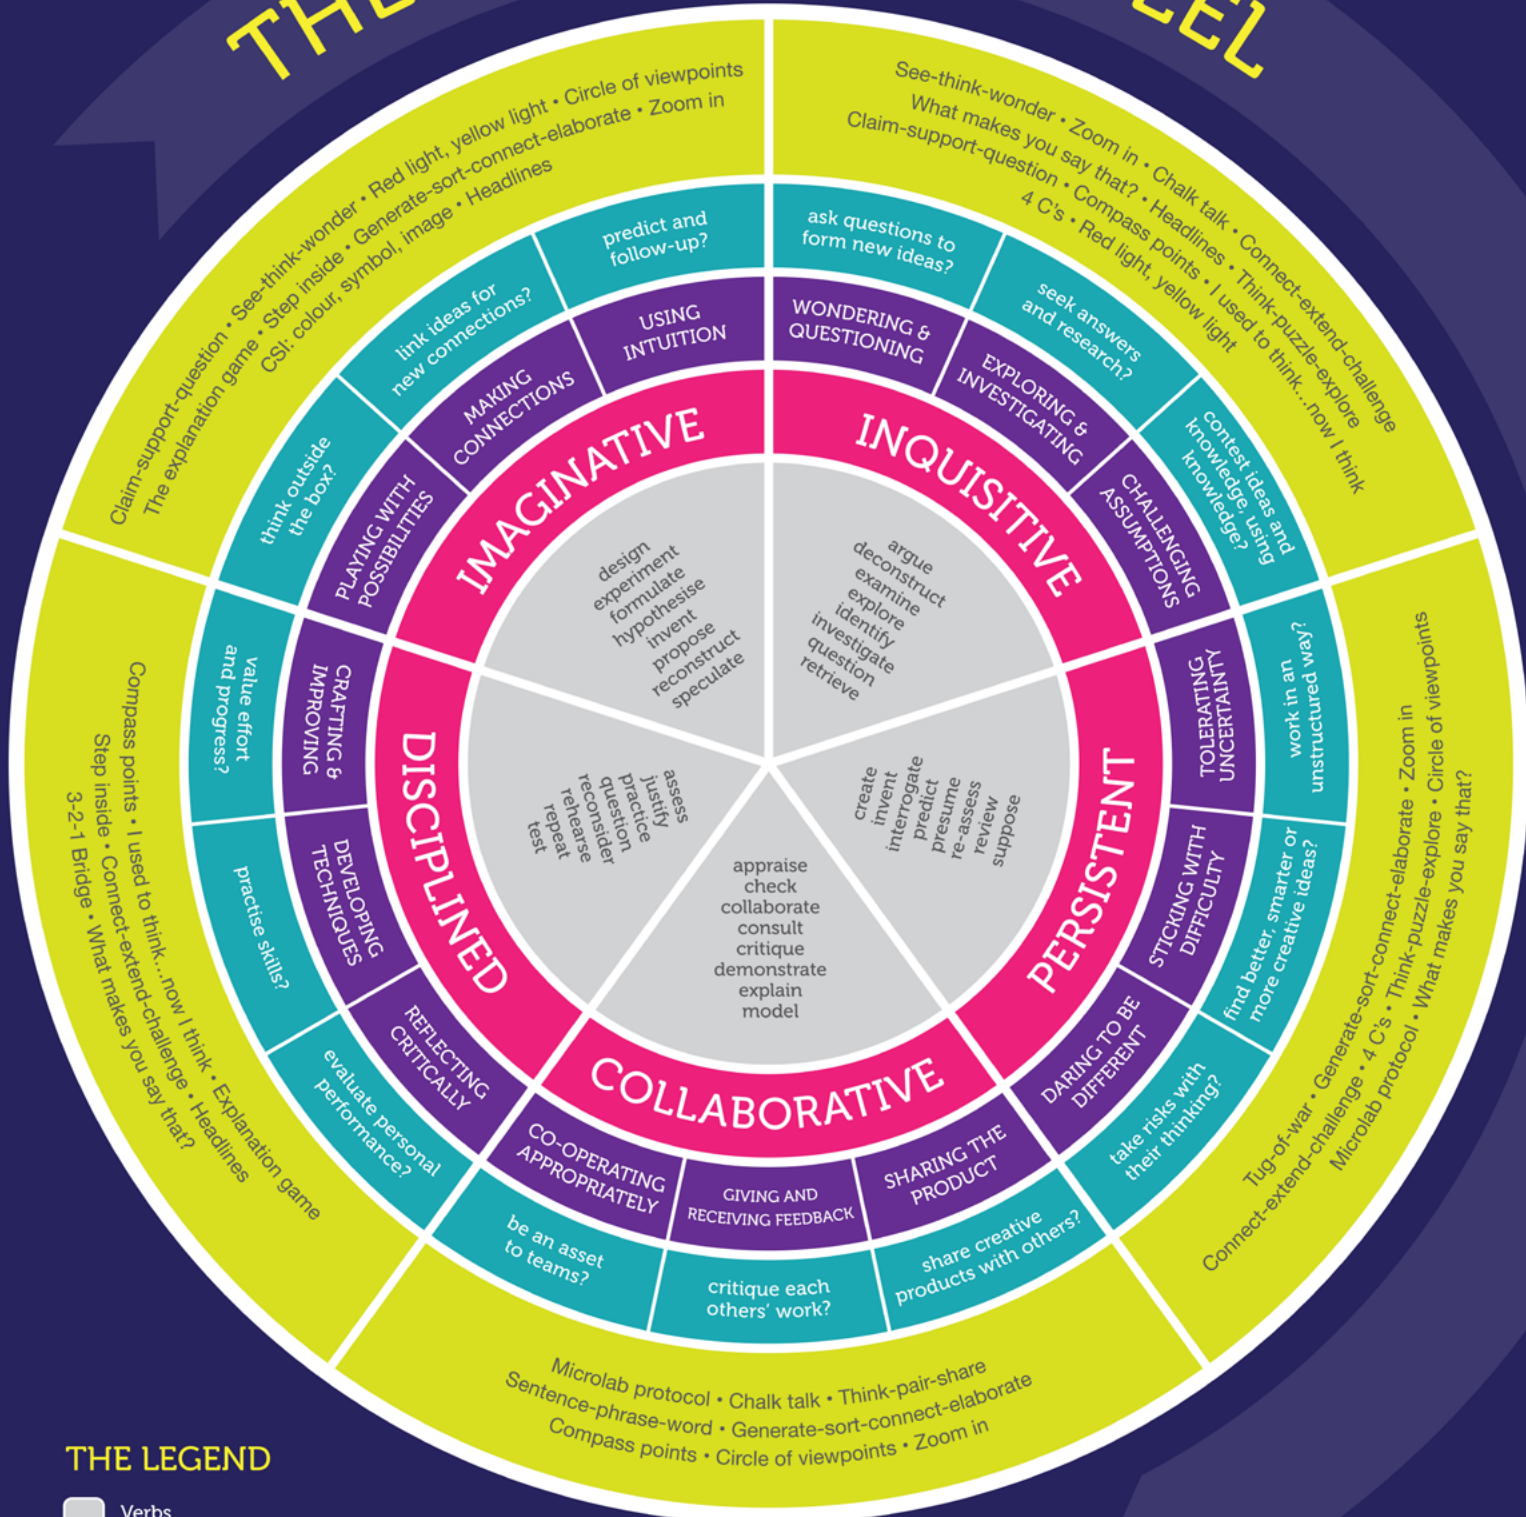 THE
EEL
See-think-wonder • Zoom in • Chalk talk • Connect-extend-challenge
What makes you say that? • Headlines • Think-puzzle-explore
Claim-support-question • Compass points • I used to think...now I think
4 C's • Red light, yellow light
ask questions to
form new ideas?
seek answers
and research?
contest ideas and
knowledge, using
knowledge?
WONDERING &
QUESTIONING
EXPLORING &
INVESTIGATING
CHALLENGING
ASSUMPTIONS
INQUISITIVE
argue
deconstruct
examine
explore
identify
investigate
question
retrieve
Tug-of-war • Generate-sort-connect-elaborate • Zoom in
Connect-extend-challenge • 4 C's • Think-puzzle-explore • Circle of viewpoints
Microlab protocol • What makes you say that?
work in an
unstructured way?
find better, smarter or
more creative ideas?
take risks with
their thinking?
TOLERATING
UNCERTAINTY
STICKING WITH
DIFFICULTY
DARING TO BE
DIFFERENT
PERSISTENT
create
invent
interrogate
predict
presume
re-assess
review
suppose
COLLABORATIVE
appraise
check
collaborate
consult
critique
demonstrate
explain
model
CO-OPERATING
APPROPRIATELY
GIVING AND
RECEIVING FEEDBACK
SHARING THE
PRODUCT
be an asset
to teams?
critique each
others' work?
share creative
products with others?
Microlab protocol • Chalk talk • Think-pair-share
Sentence-phrase-word • Generate-sort-connect-elaborate
Compass points • Circle of viewpoints • Zoom in
DISCIPLINED
assess
justify
practice
question
reconsider
rehearse
repeat
test
CRAFTING &
IMPROVING
DEVELOPING
TECHNIQUES
REFLECTING
CRITICALLY
value effort
and progress?
practise skills?
evaluate personal
performance?
Compass points • I used to think...now I think • Explanation game
Step inside • Connect-extend-challenge • Headlines
3-2-1 Bridge • What makes you say that?
IMAGINATIVE
design
experiment
formulate
hypothesise
invent
propose
reconstruct
speculate
PLAYING WITH
POSSIBILITIES
MAKING
CONNECTIONS
USING
INTUITION
think outside
the box?
link ideas for
new connections?
predict and
follow-up?
Claim-support-question • See-think-wonder • Red light, yellow light • Circle of viewpoints
The explanation game • Step inside • Generate-sort-connect-elaborate • Zoom in
CSI: colour, symbol, image • Headlines
THE LEGEND
Verbs